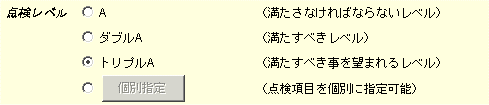 点検レベル A (満たさなければならないレベル)
ダブルA (満たすべきレベル)
トリプルA (満たすべき事を望まれるレベル)
個別指定 (点検項目を個別に指定可能)